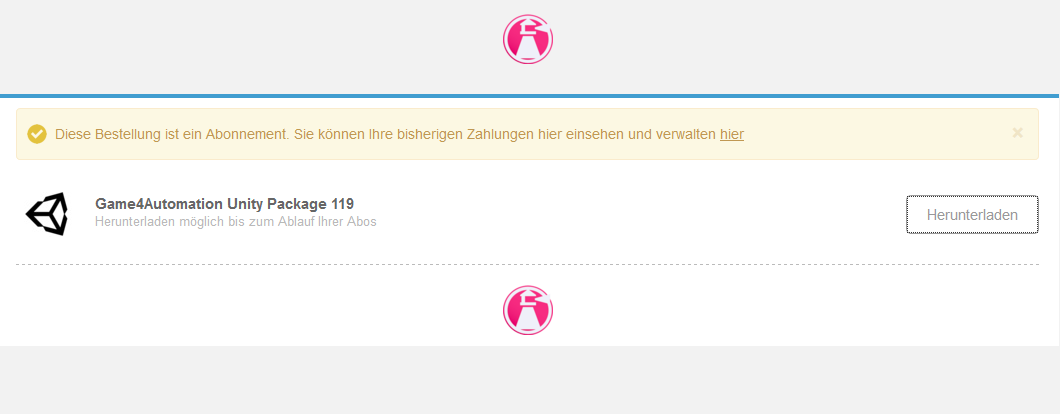 Diese Bestellung ist ein Abonnement. Sie können Ihre bisherigen Zahlungen hier einsehen und verwalten hier
×
Game4Automation Unity Package 119
Herunterladen möglich bis zum Ablauf Ihrer Abos
Herunterladen